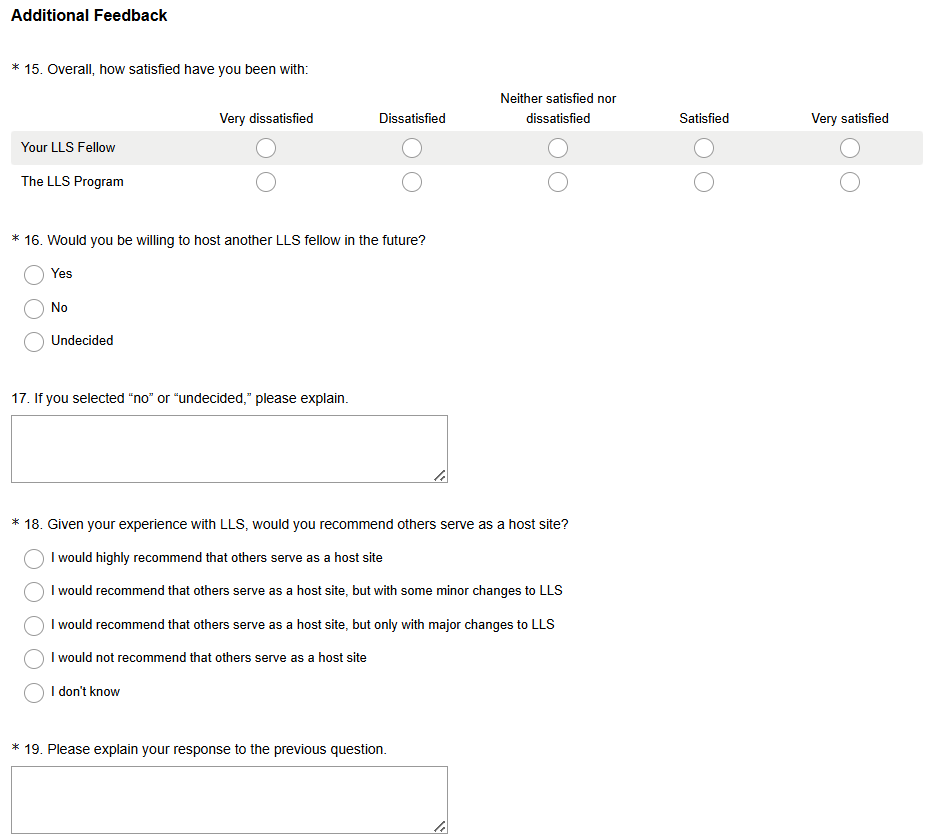 Additional Feedback
* 15. Overall, how satisfied have you been with:
Neither satisfied nor
Very dissatisfied Dissatisfied dissatisfied Satisfied Very satisfied
Your LLS Fellow
The LLS Program
* 16. Would you be willing to host another LLS fellow in the future?
Yes
No
Undecided
17. If you selected “no” or “undecided,” please explain.
* 18. Given your experience with LLS, would you recommend others serve as a host site?
I would highly recommend that others serve as a host site
I would recommend that others serve as a host site, but with some minor changes to LLS
I would recommend that others serve as a host site, but only with major changes to LLS
I would not recommend that others serve as a host site
I don't know
* 19. Please explain your response to the previous question.